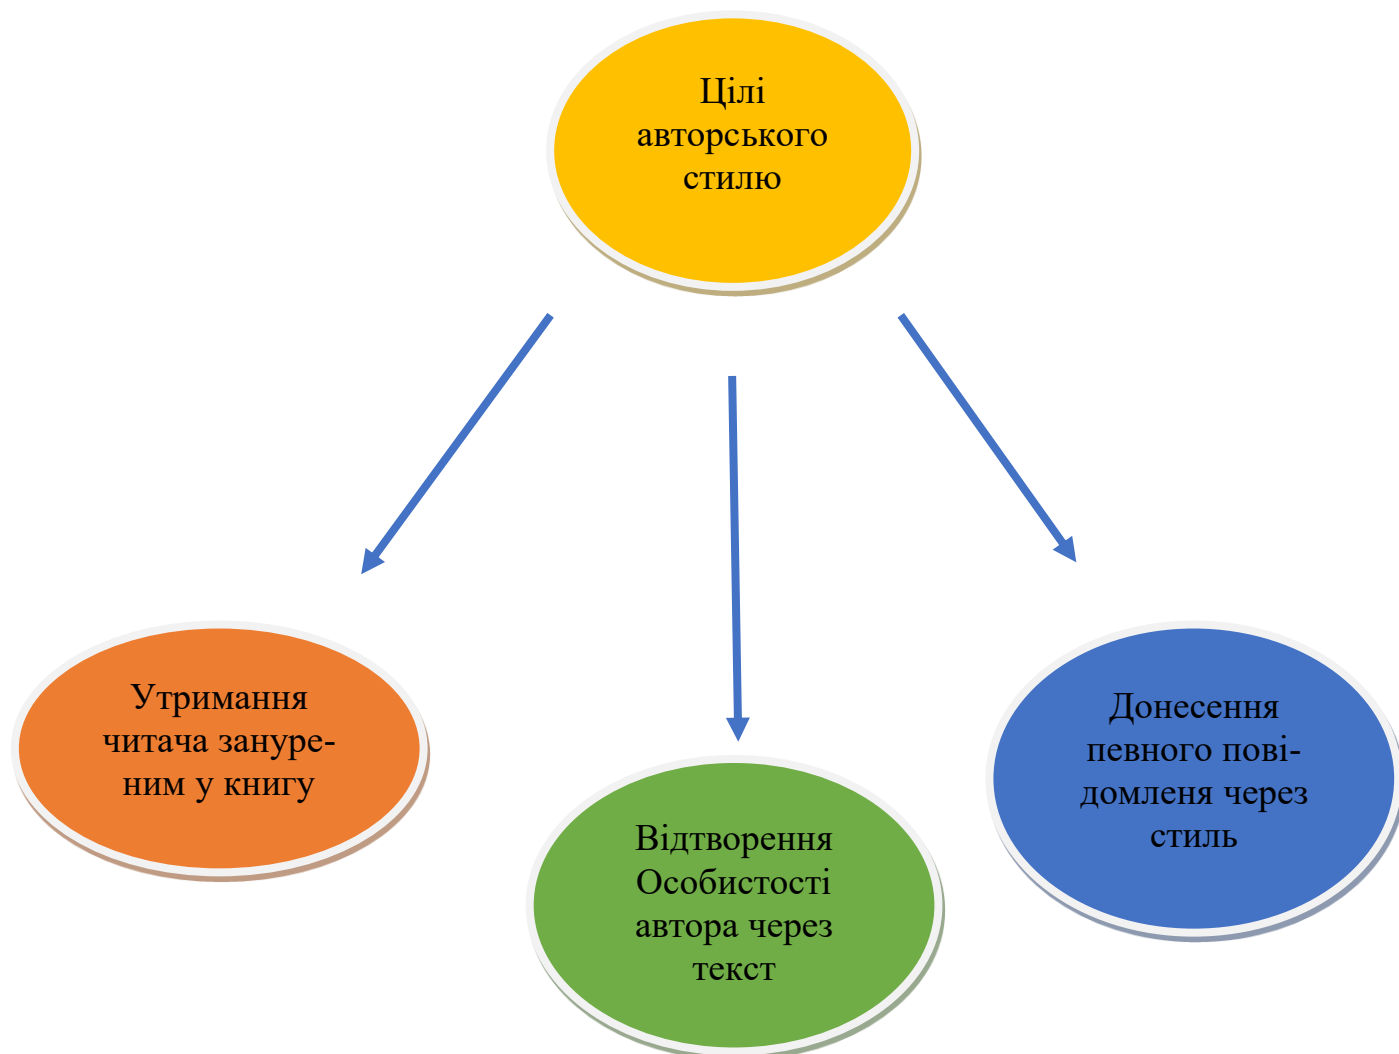 Цілі
авторського
стилю
Утримання
читача зануре-
ним у книгу
Відтворення
Особистості
автора через
текст
Донесення
певного пові-
домленя через
стиль